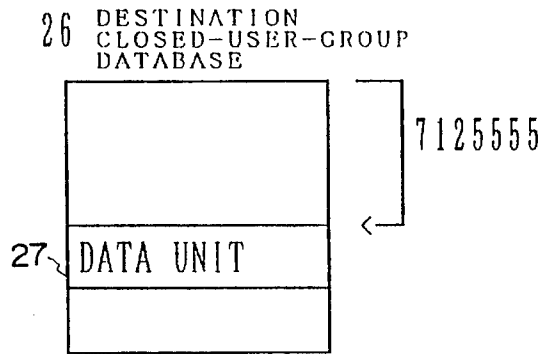 26 DESTINATION
CLOSED-USER-GROUP
DATABASE
7125555
27 DATA UNIT